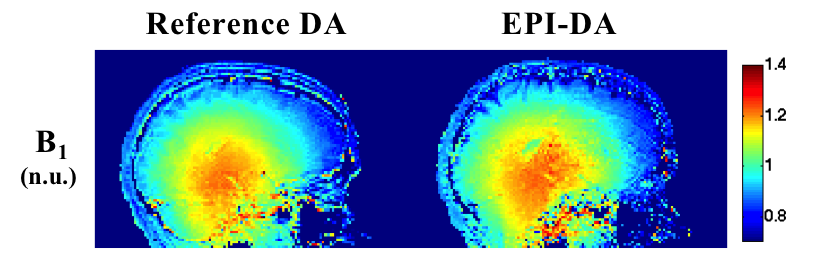 Reference DA
EPI-DA
B₁
(n.u.)
1.4
1.2
1
0.8